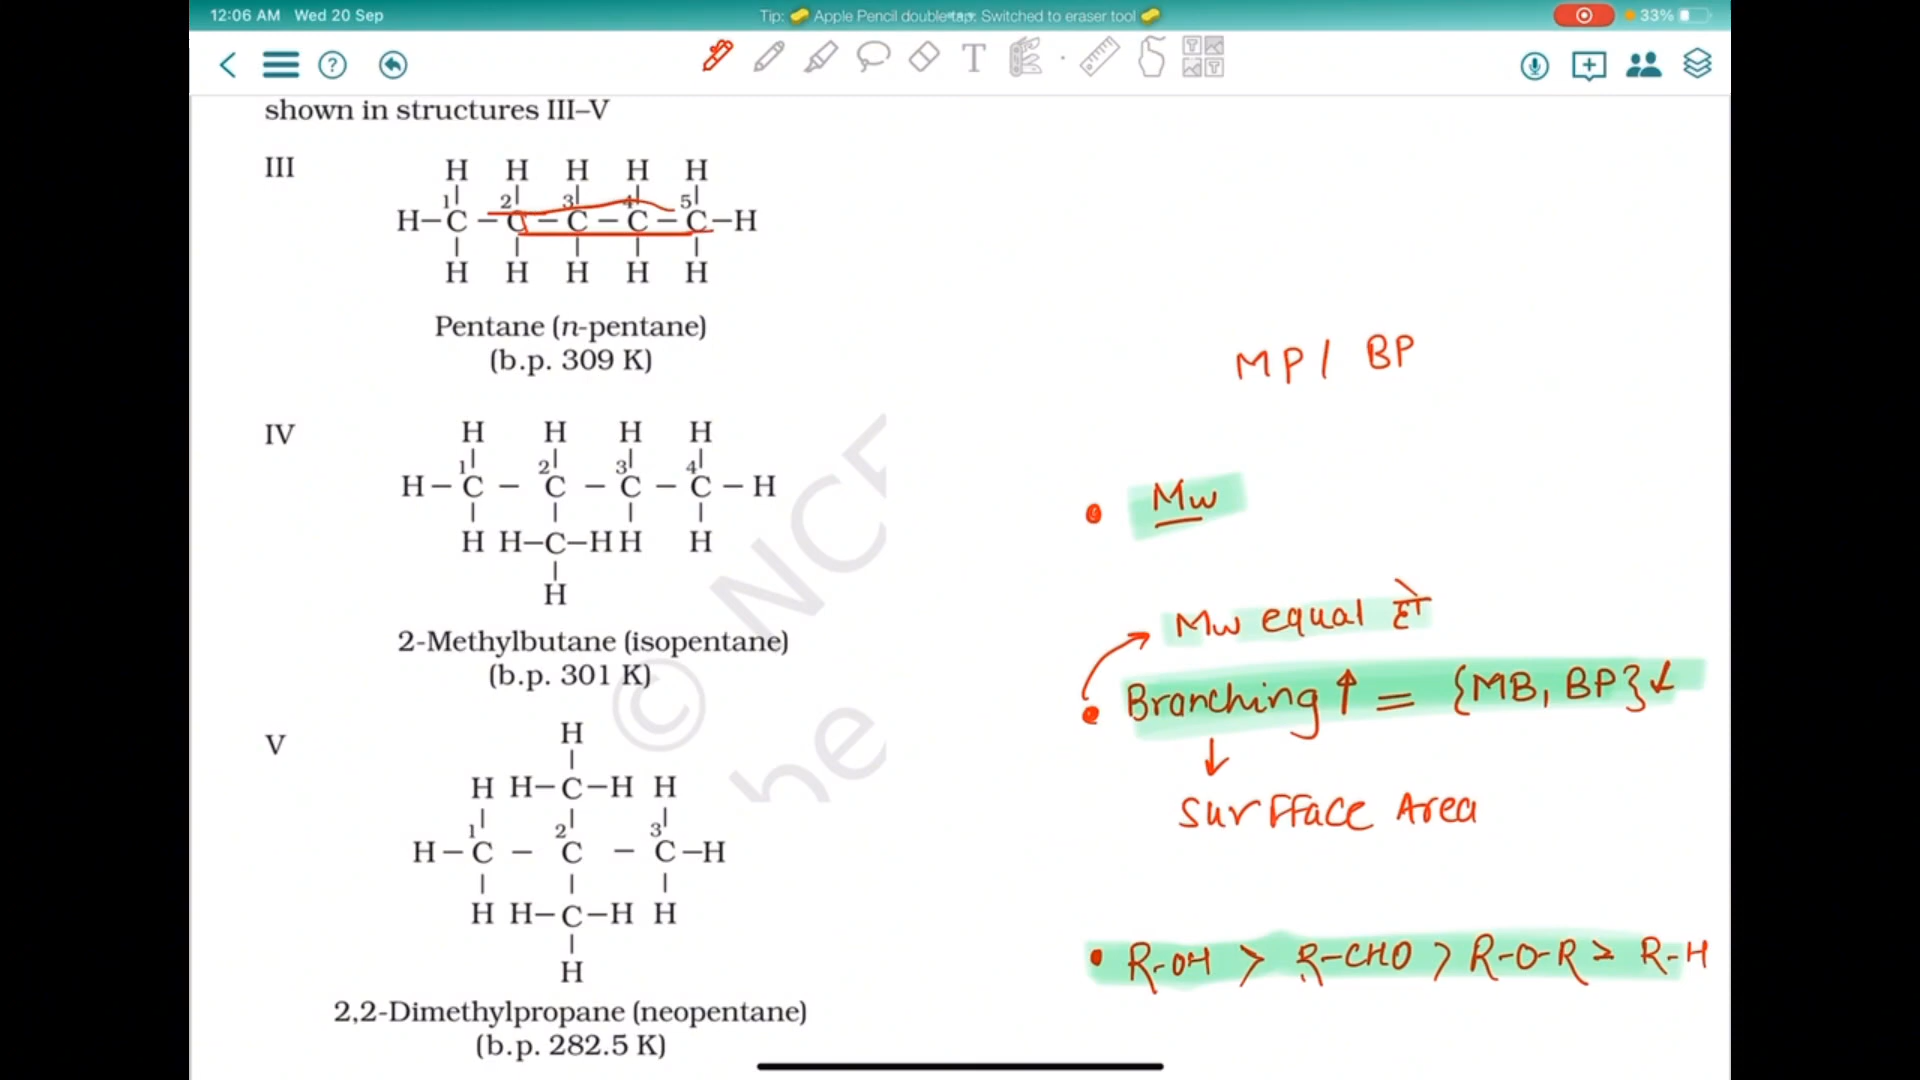 12:06 AM Wed 20 Sep
Tip: Apple Pencil double-tap: Switched to eraser tool
33%
shown in structures III–V
III
H H H H H
1 2 3 4 5
H–C – C – C – C – C–H
H H H H H
Pentane (n-pentane)
(b.p. 309 K)
MP / BP
IV
H H H H
1 2 3 4
H – C – C – C – C – H
H H–C–H H H
H
2-Methylbutane (isopentane)
(b.p. 301 K)
• Mw
Mw equal
• Branching ↑ = {MB, BP} ↓
↓
Surfface Area
V
H
H H–C–H H
1 2 3
H – C – C – C –H
H H–C–H H
H
2,2-Dimethylpropane (neopentane)
(b.p. 282.5 K)
• R-OH > R-CHO > R-O-R > R-H
© NCE
he